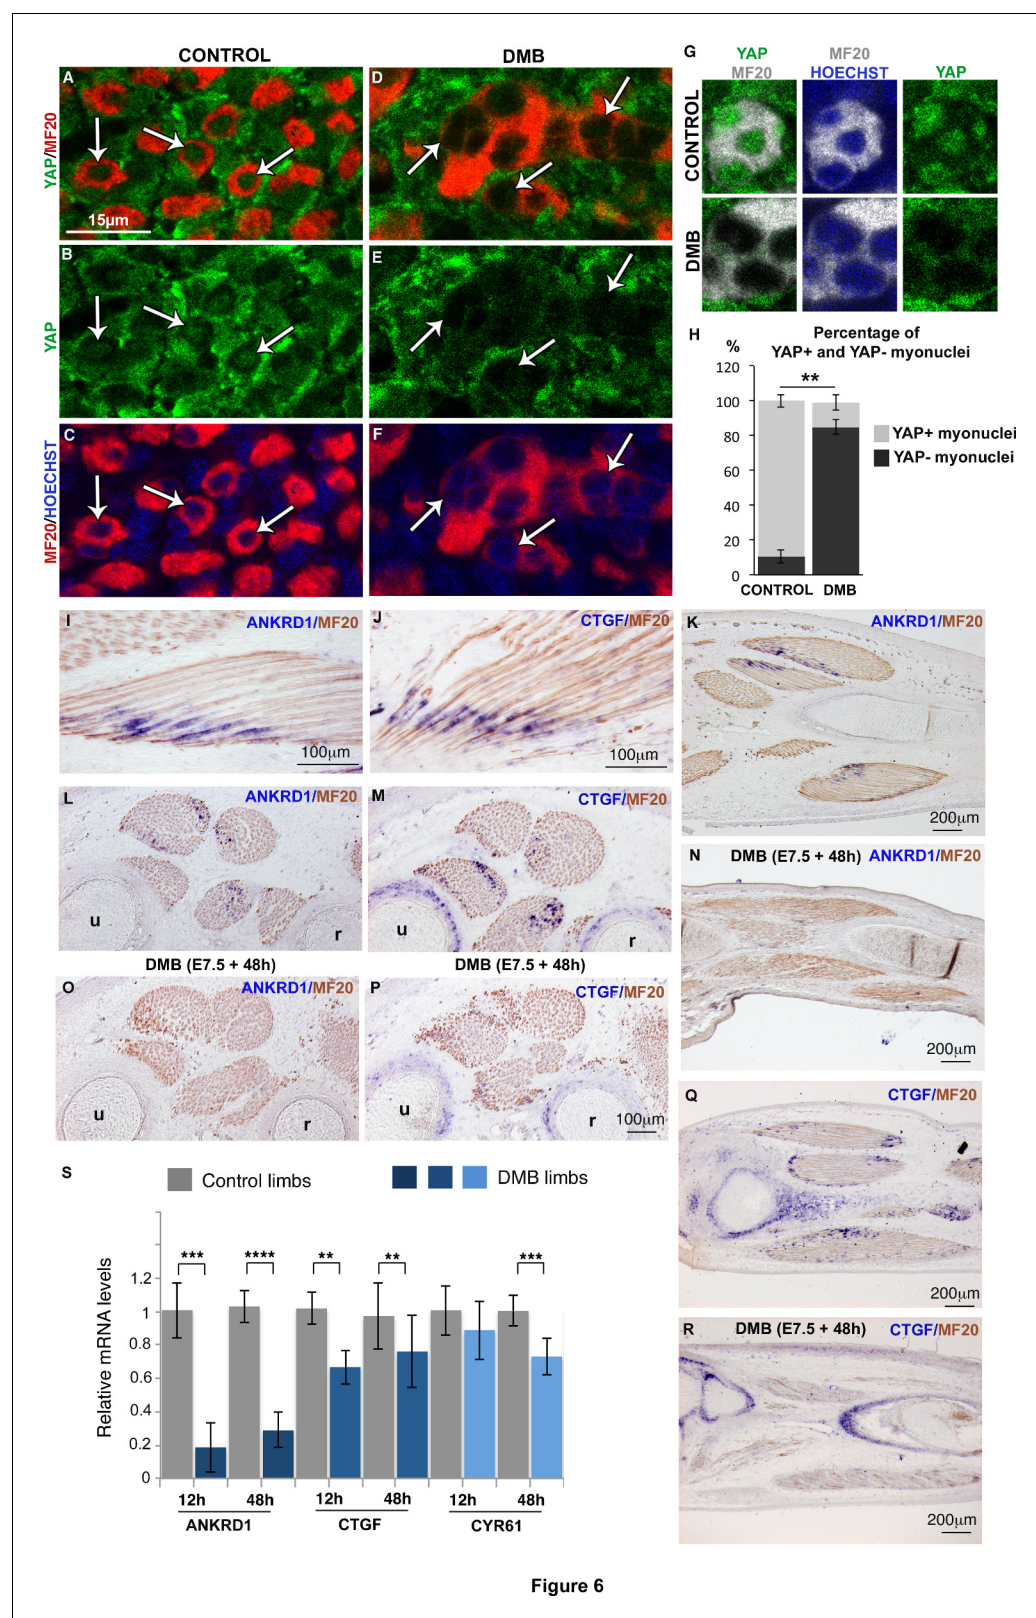 CONTROL
DMB
A
D
YAP/MF20
15µm
B
E
YAP
C
F
MF20/HOECHST
G
YAP
MF20
MF20
HOECHST
YAP
CONTROL
DMB
H
Percentage of
YAP+ and YAP- myonuclei
%
120
100
80
60
40
20
0
**
YAP+ myonuclei
YAP- myonuclei
CONTROL
DMB
I
ANKRD1/MF20
100µm
J
CTGF/MF20
100µm
K
ANKRD1/MF20
200µm
L
ANKRD1/MF20
u
r
M
CTGF/MF20
u
r
N
DMB (E7.5 + 48h)
ANKRD1/MF20
200µm
DMB (E7.5 + 48h)
DMB (E7.5 + 48h)
O
ANKRD1/MF20
u
r
P
CTGF/MF20
u
r
100µm
Q
CTGF/MF20
200µm
R
DMB (E7.5 + 48h)
CTGF/MF20
200µm
S
Control limbs
DMB limbs
Relative mRNA levels
1.2
1
0.8
0.6
0.4
0.2
0
***
****
**
**
***
12h
48h
12h
48h
12h
48h
ANKRD1
CTGF
CYR61
Figure 6